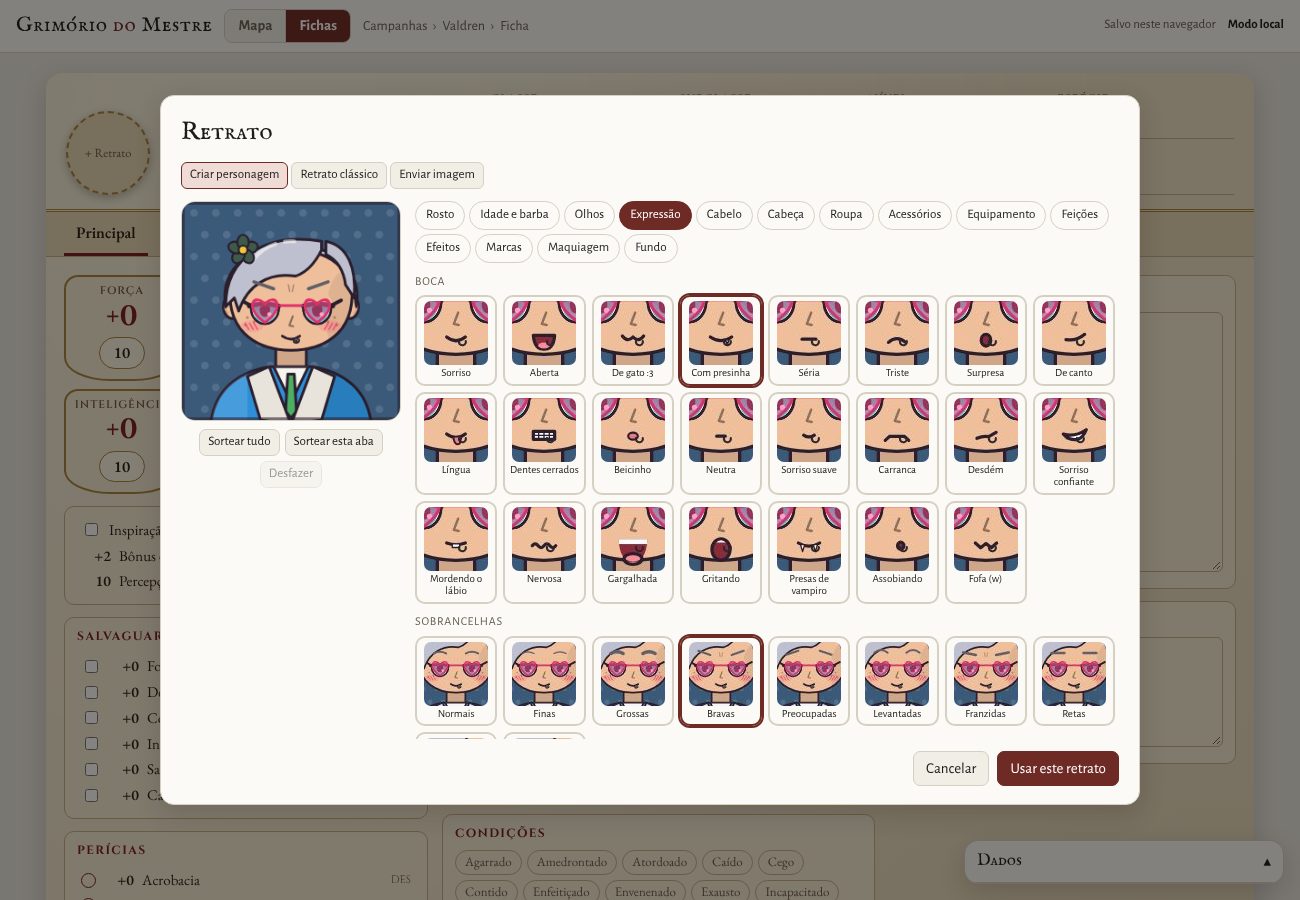 Grimório do Mestre
Mapa
Fichas
Campanhas › Valdren › Ficha
Salvo neste navegador
Modo local
+ Retrato
Principal
FORÇA
+0
10
+0
10
+2
10
SALVAGUAR
+0
+0
+0
+0
+0
+0
PERÍCIAS
+0 Acrobacia
DES
Retrato
Criar personagem
Retrato clássico
Enviar imagem
Sortear tudo
Sortear esta aba
Desfazer
Rosto
Idade e barba
Olhos
Expressão
Cabelo
Cabeça
Roupa
Acessórios
Equipamento
Feições
Efeitos
Marcas
Maquiagem
Fundo
BOCA
Sorriso
Aberta
De gato :3
Com presinha
Séria
Triste
Surpresa
De canto
Língua
Dentes cerrados
Beicinho
Neutra
Sorriso suave
Carranca
Desdém
Sorriso
confiante
Mordendo o
lábio
Nervosa
Gargalhada
Gritando
Presas de
vampiro
Assobiando
Fofa (w)
SOBRANCELHAS
Normais
Finas
Grossas
Bravas
Preocupadas
Levantadas
Franzidas
Retas
Cancelar
Usar este retrato
CONDIÇÕES
Agarrado
Amedrontado
Atordoado
Caído
Cego
Contido
Enfeitiçado
Envenenado
Exausto
Incapacitado
Dados